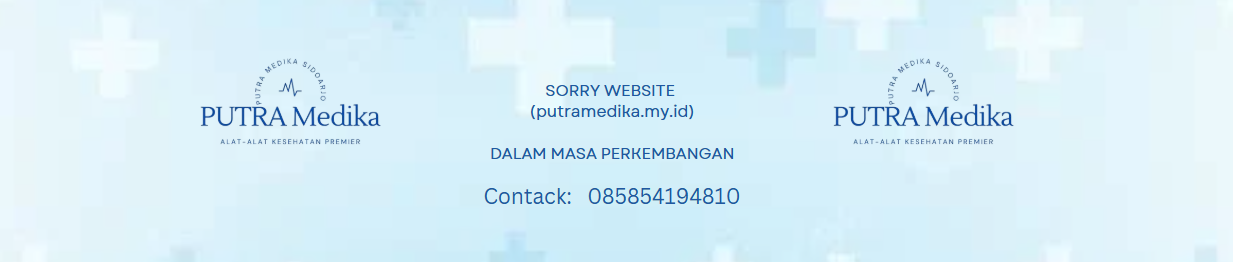 PUTRA MEDIKA SIDOARJO
PUTRA Medika
ALAT-ALAT KESEHATAN PREMIER
SORRY WEBSITE
(putramedika.my.id)
DALAM MASA PERKEMBANGAN
Contack: 085854194810
PUTRA MEDIKA SIDOARJO
PUTRA Medika
ALAT-ALAT KESEHATAN PREMIER